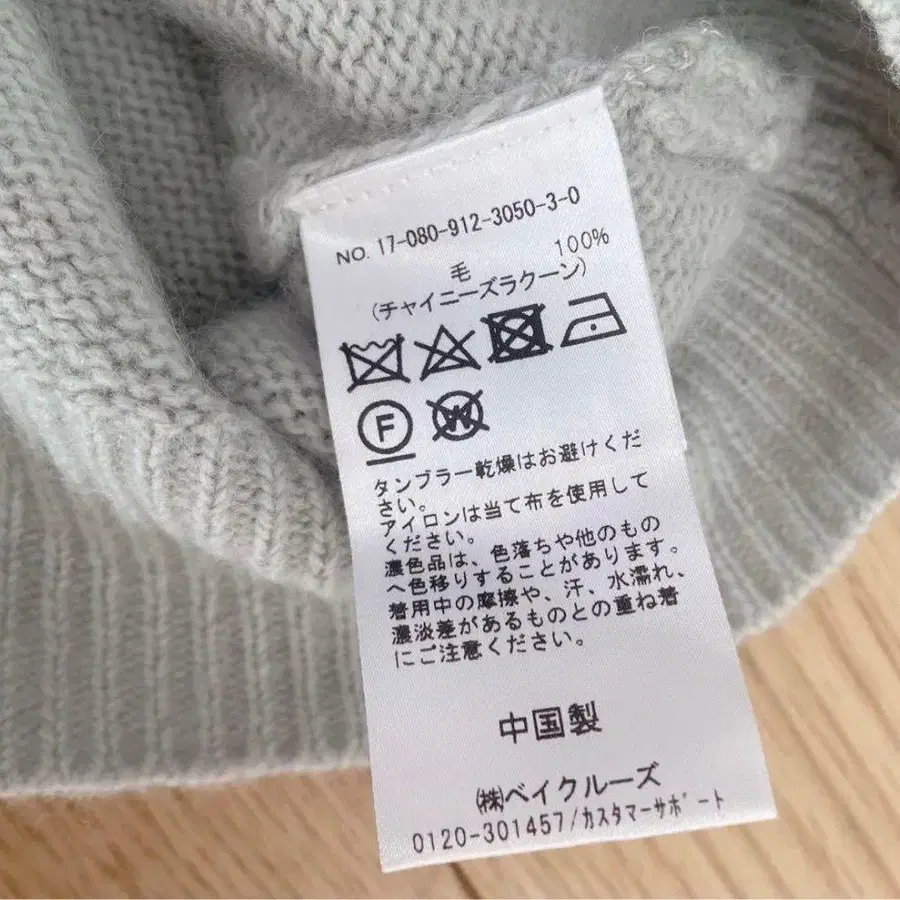 NO. 17-080-912-3050-3-0
毛 100%
(チャイニーズラクーン)
F W
タンブラー乾燥はお避けくだ
さい。
アイロンは当て布を使用して
ください。
濃色品は、色落ちや他のもの
へ色移りすることがあります。
着用中の摩擦や、汗、水濡れ、
濃淡差があるものとの重ね着
にご注意ください。
中国製
㈱ベイクルーズ
0120-301457/カスタマーサポート